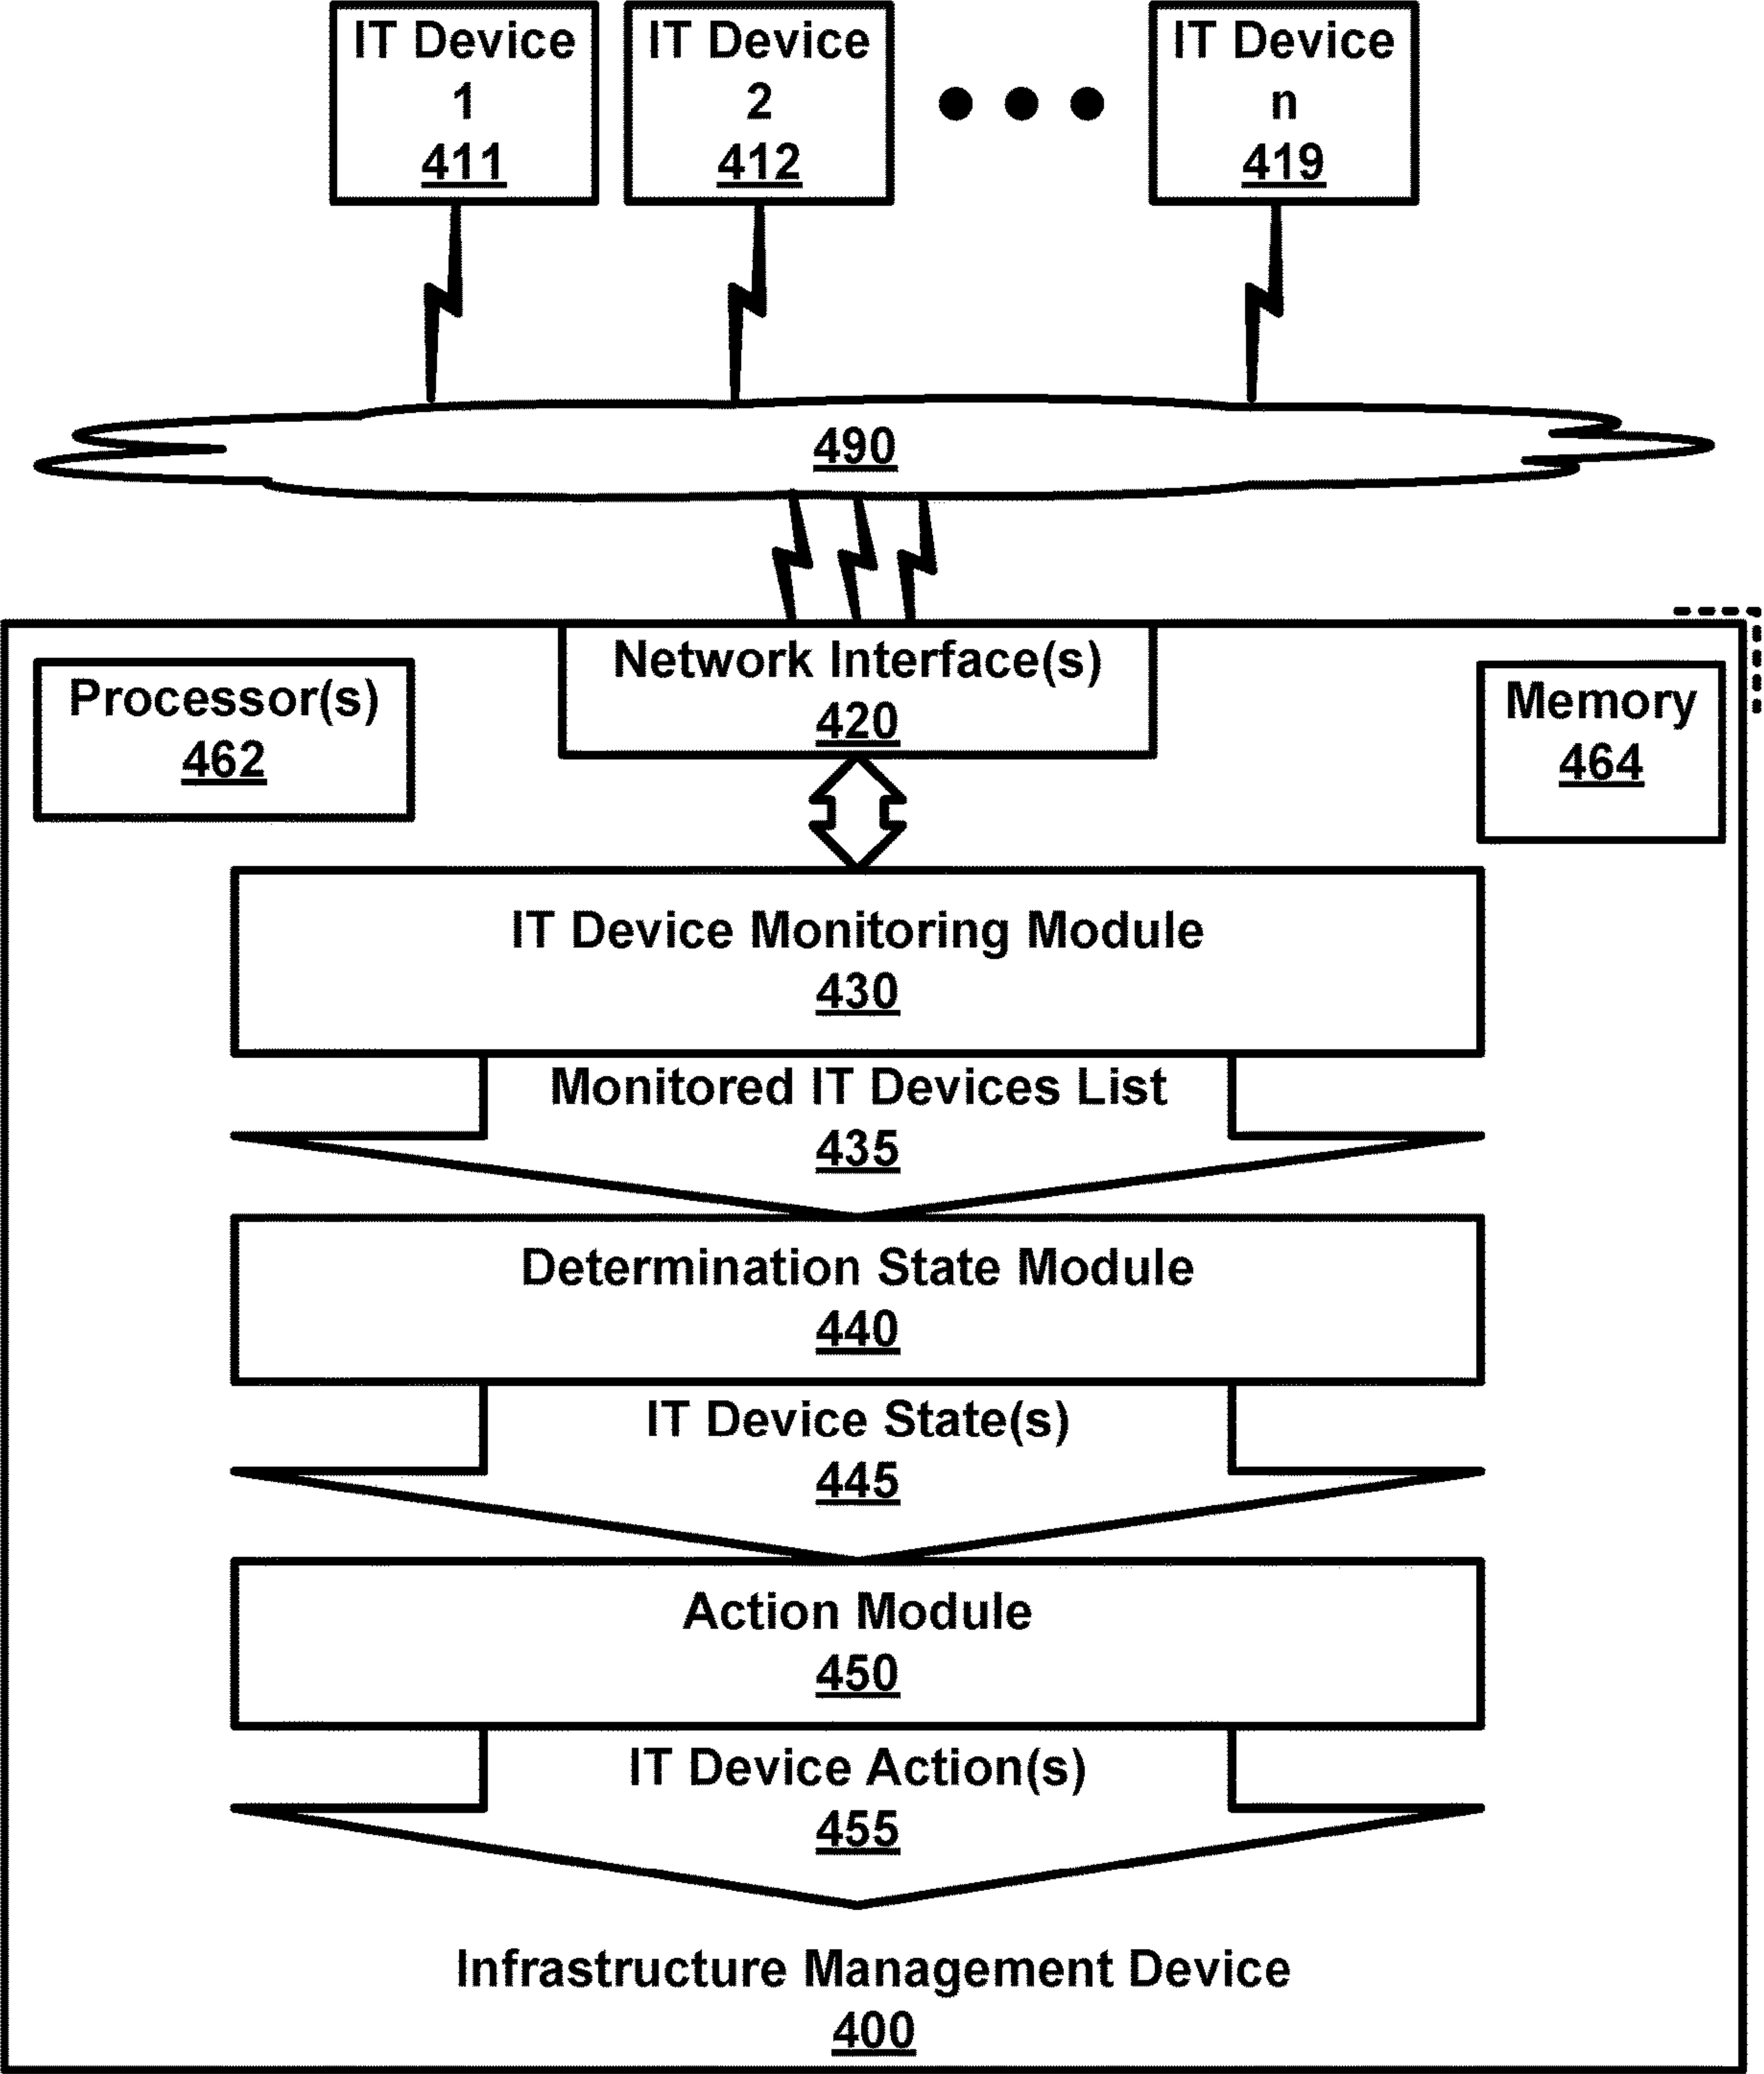 IT Device
1
411
IT Device
2
412
IT Device
n
419
490
Network Interface(s)
420
Processor(s)
462
Memory
464
IT Device Monitoring Module
430
Monitored IT Devices List
435
Determination State Module
440
IT Device State(s)
445
Action Module
450
IT Device Action(s)
455
Infrastructure Management Device
400